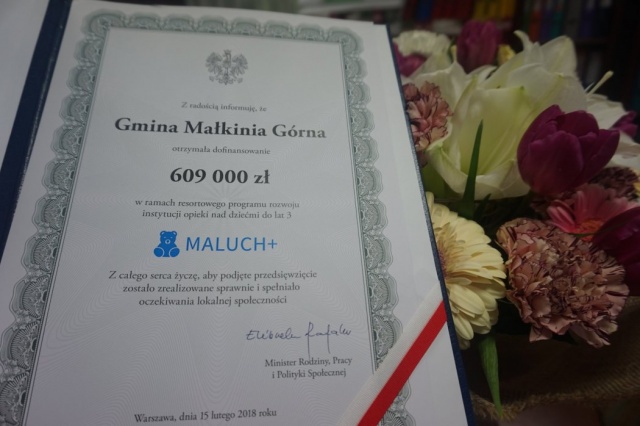 Z radością informuję, że
Gmina Małkinia Górna
otrzymała dofinansowanie
609 000 zł
w ramach resortowego programu rozwoju
instytucji opieki nad dziećmi do lat 3
MALUCH+
Z całego serca życzę, aby podjęte przedsięwzięcie
zostało zrealizowane sprawnie i spełniało
oczekiwania lokalnej społeczności
Minister Rodziny, Pracy
i Polityki Społecznej
Warszawa, dnia 15 lutego 2018 roku